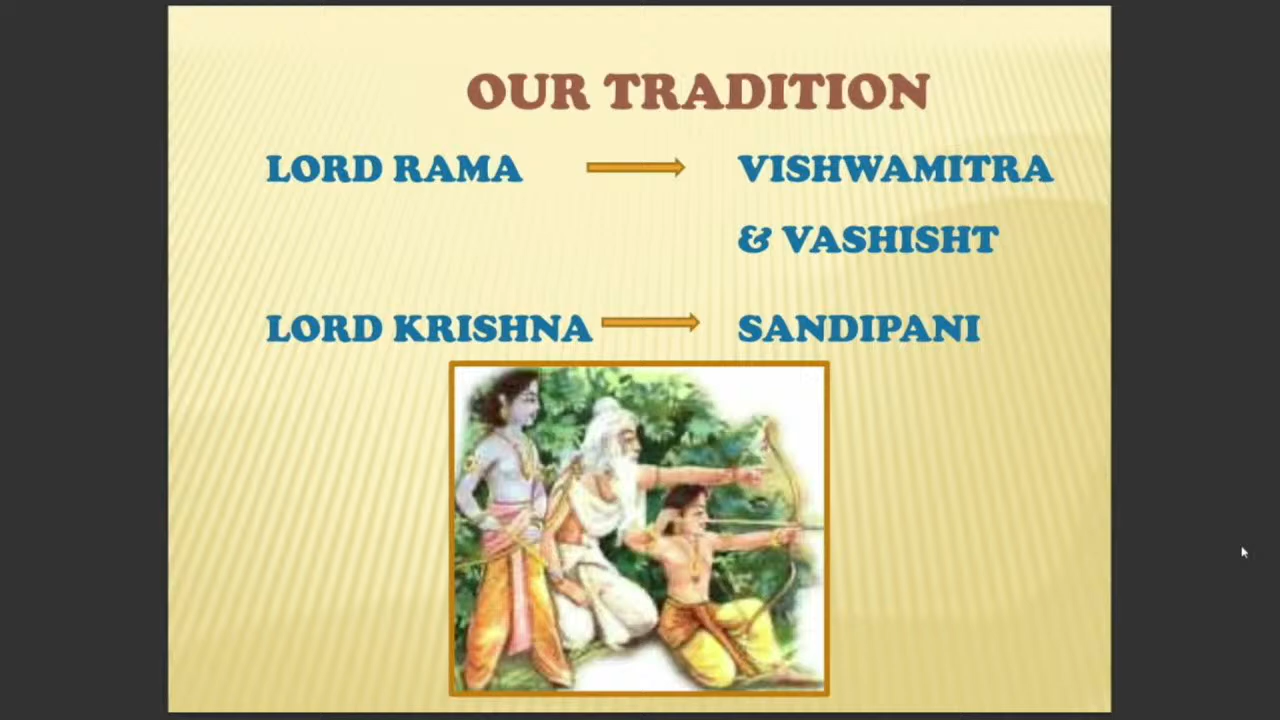 OUR TRADITION
LORD RAMA VISHWAMITRA
& VASHISHT
LORD KRISHNA SANDIPANI